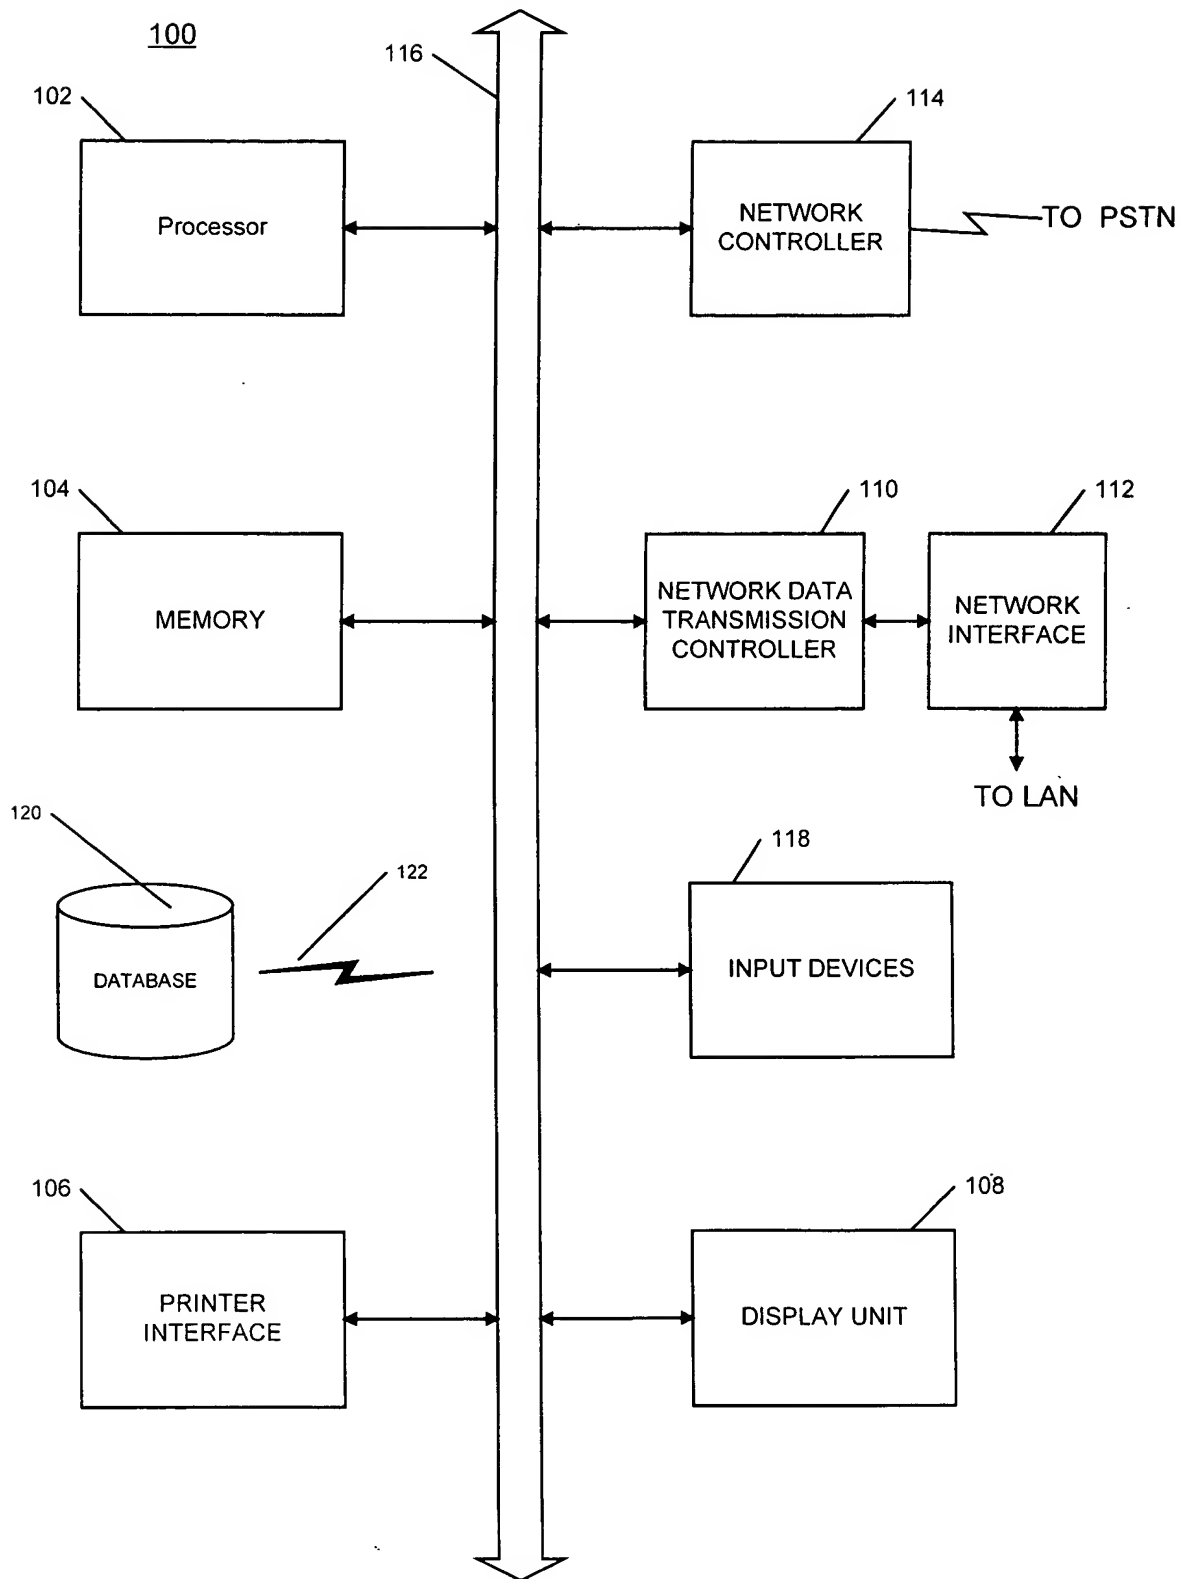 100
116
102
114
Processor
NETWORK
CONTROLLER
TO PSTN
104
110
112
MEMORY
NETWORK DATA
TRANSMISSION
CONTROLLER
NETWORK
INTERFACE
TO LAN
120
122
118
DATABASE
INPUT DEVICES
106
108
PRINTER
INTERFACE
DISPLAY UNIT